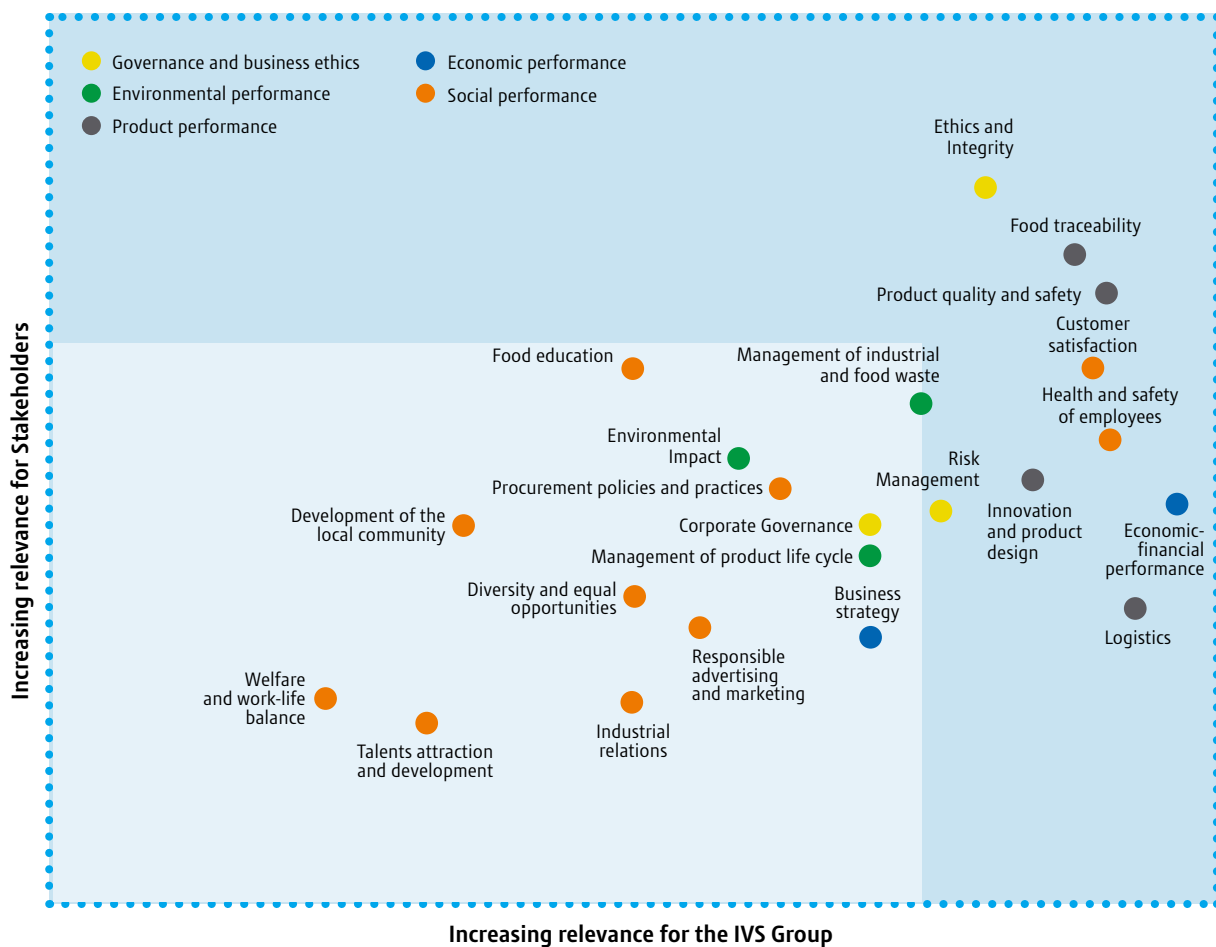 Governance and business ethics
Economic performance
Environmental performance
Social performance
Product performance
Ethics and
Integrity
Food traceability
Product quality and safety
Customer
satisfaction
Food education
Management of industrial
and food waste
Health and safety
of employees
Environmental
Impact
Risk
Management
Procurement policies and practices
Innovation
and product
design
Development of the
local community
Corporate Governance
Economic-
financial
performance
Management of product life cycle
Diversity and equal
opportunities
Business
strategy
Logistics
Responsible
advertising
and marketing
Welfare
and work-life
balance
Industrial
relations
Talents attraction
and development
Increasing relevance for Stakeholders
Increasing relevance for the IVS Group